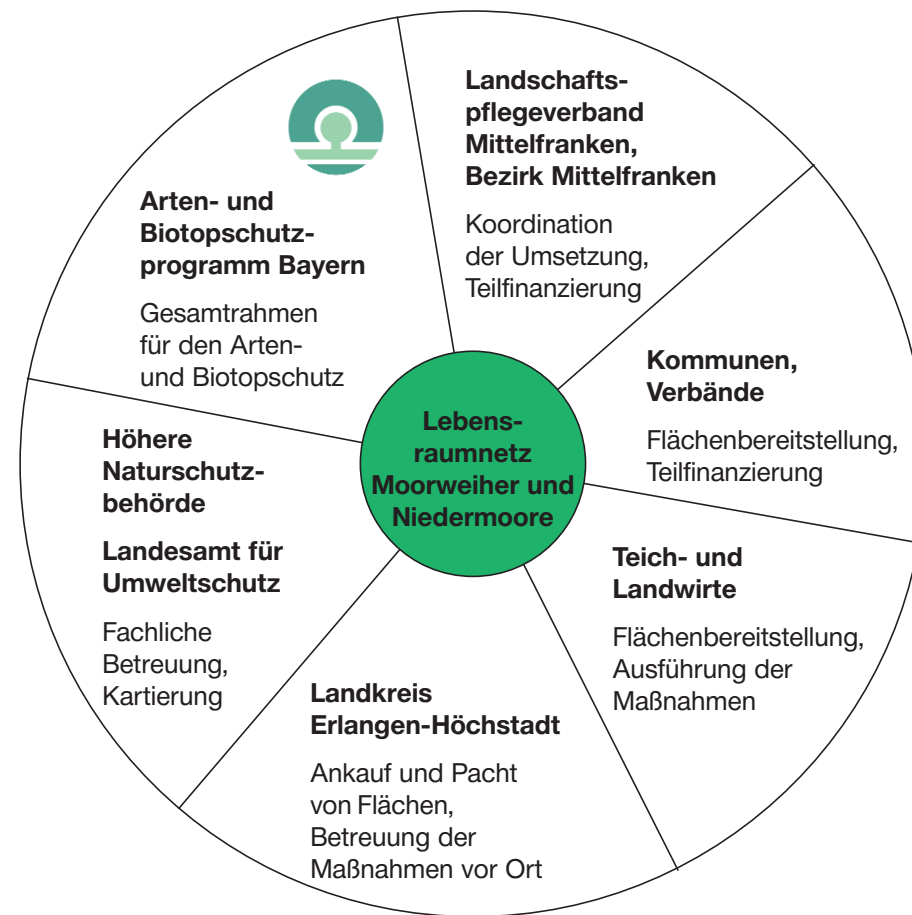 Landschafts-
pflegeverband
Mittelfranken,
Bezirk Mittelfranken
Koordination
der Umsetzung,
Teilfinanzierung
Kommunen,
Verbände
Flächenbereitstellung,
Teilfinanzierung
Teich- und
Landwirte
Flächenbereitstellung,
Ausführung der
Maßnahmen
Landkreis
Erlangen-Höchstadt
Ankauf und Pacht
von Flächen,
Betreuung der
Maßnahmen vor Ort
Höhere
Naturschutz-
behörde
Landesamt für
Umweltschutz
Fachliche
Betreuung,
Kartierung
Arten- und
Biotopschutz-
programm Bayern
Gesamtrahmen
für den Arten-
und Biotopschutz
Lebens-
raumnetz
Moorweiher und
Niedermoore